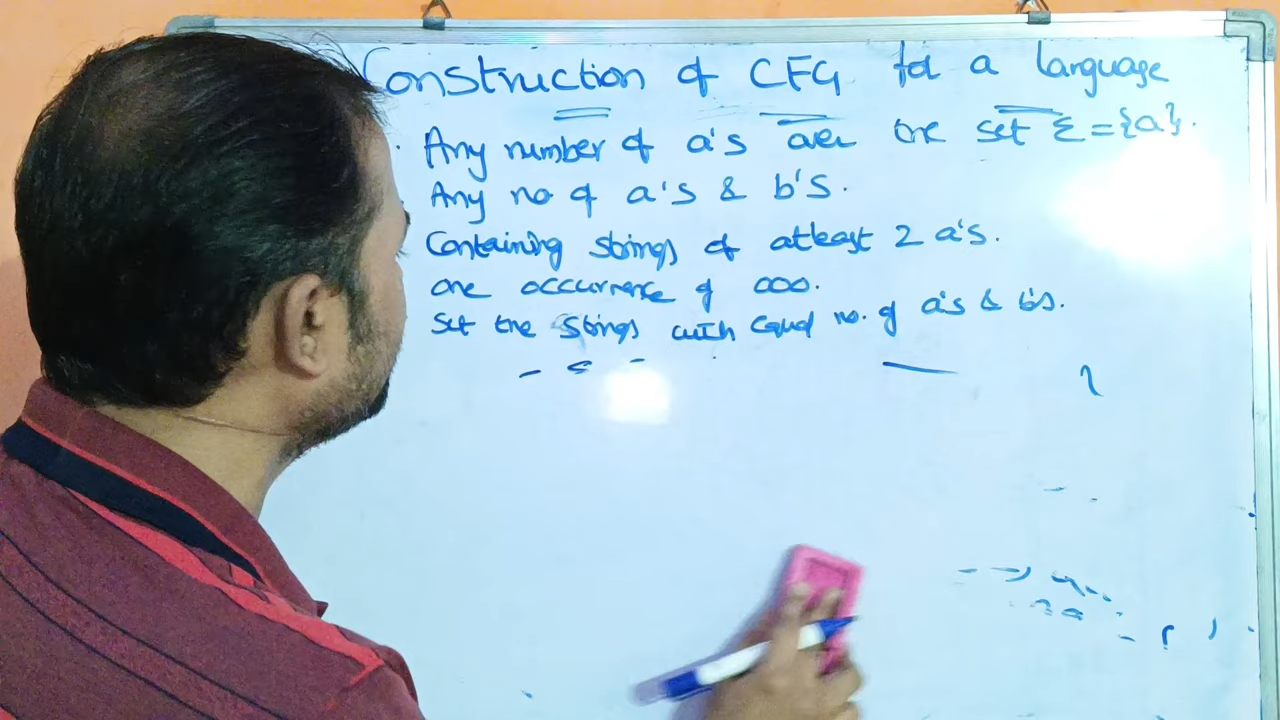 Construction of CFG for a language
Any number of a's over the set Σ={a}.
Any no of a's & b's.
Containing strings of atleast 2 a's.
one occurrence of 000.
set the strings with equal no. of a's & b's.